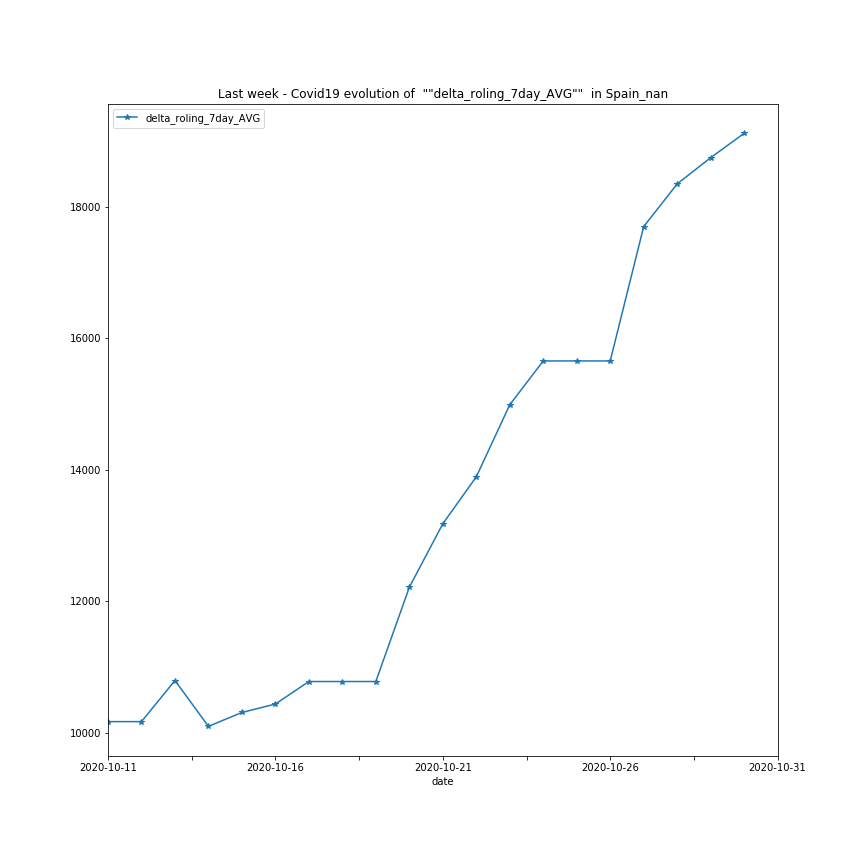 Last week - Covid19 evolution of  ""delta_roling_7day_AVG""  in Spain_nan
delta_roling_7day_AVG
18000
16000
14000
12000
10000
2020-10-11 2020-10-16 2020-10-21 2020-10-26 2020-10-31
date